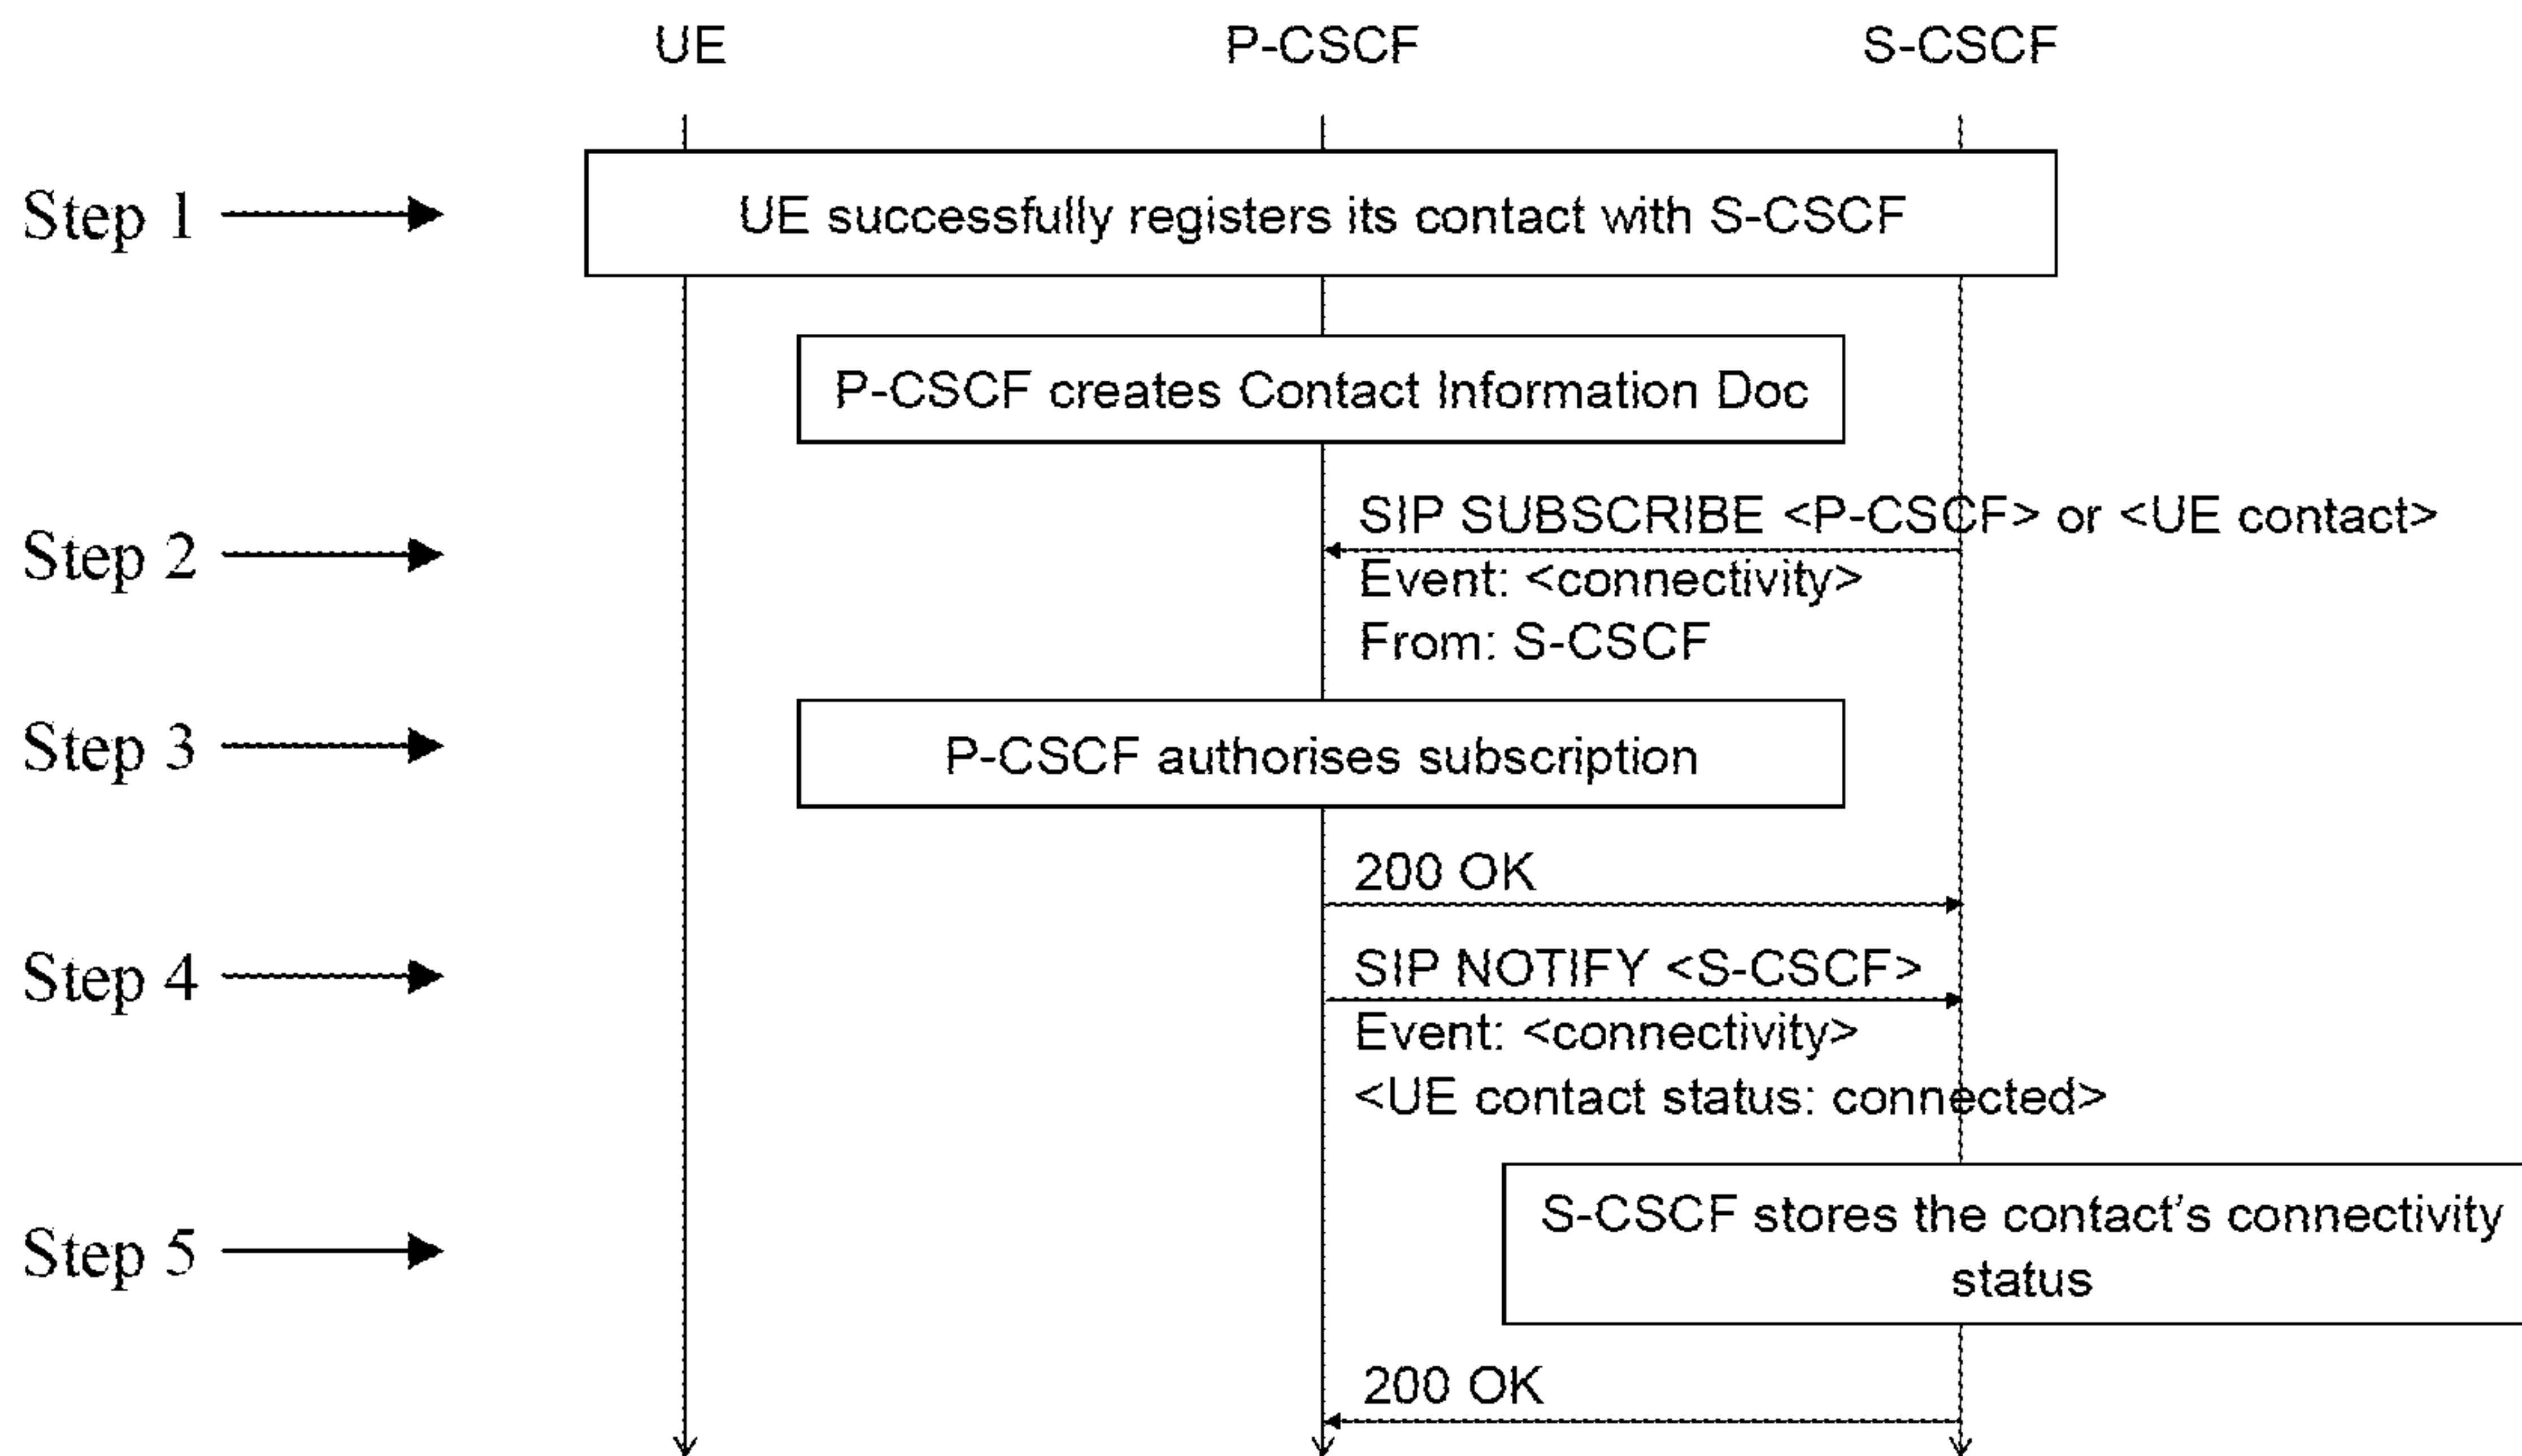 UE P-CSCF S-CSCF
Step 1
UE successfully registers its contact with S-CSCF
P-CSCF creates Contact Information Doc
SIP SUBSCRIBE <P-CSCF> or <UE contact>
Step 2
Event: <connectivity>
From: S-CSCF
Step 3
P-CSCF authorises subscription
200 OK
SIP NOTIFY <S-CSCF>
Step 4
Event: <connectivity>
<UE contact status: connected>
S-CSCF stores the contact's connectivity
Step 5
status
200 OK